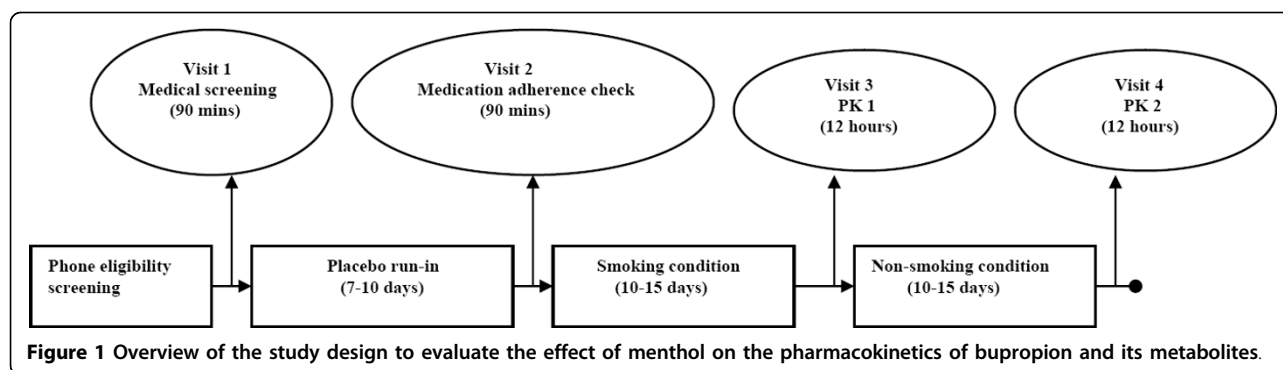 Visit 1
Medical screening
(90 mins)
Visit 2
Medication adherence check
(90 mins)
Visit 3
PK 1
(12 hours)
Visit 4
PK 2
(12 hours)
Phone eligibility
screening
Placebo run-in
(7-10 days)
Smoking condition
(10-15 days)
Non-smoking condition
(10-15 days)
Figure 1 Overview of the study design to evaluate the effect of menthol on the pharmacokinetics of bupropion and its metabolites.